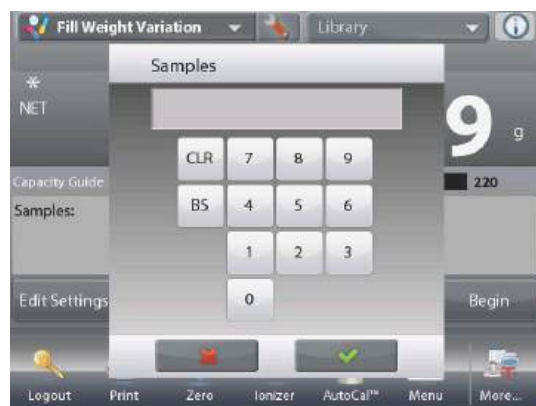 Fill Weight Variation Library
Samples
*
NET
9 g
CLR 7 8 9
Capacity Guide 220
BS 4 5 6
Samples:
1 2 3
0
Edit Settings Begin
Logout Print Zero Ionizer AutoCal™ Menu More...